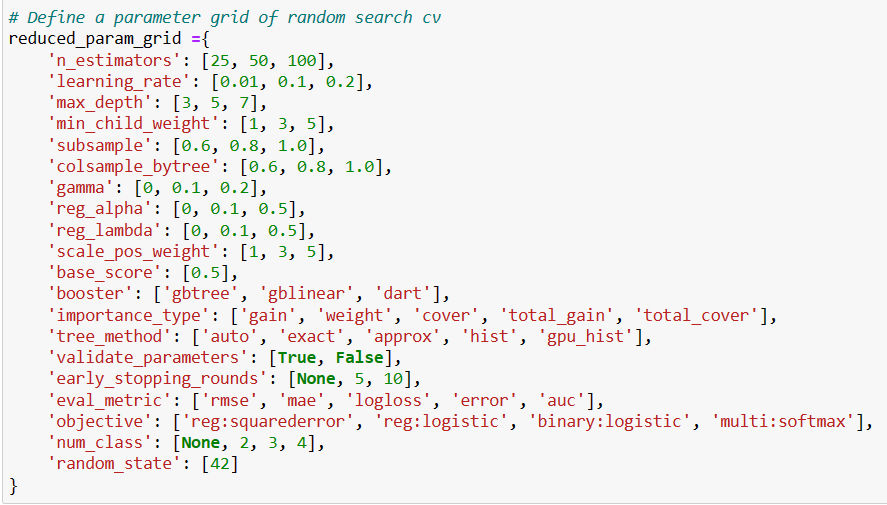 # Define a parameter grid of random search cv
reduced_param_grid ={
    'n_estimators': [25, 50, 100],
    'learning_rate': [0.01, 0.1, 0.2],
    'max_depth': [3, 5, 7],
    'min_child_weight': [1, 3, 5],
    'subsample': [0.6, 0.8, 1.0],
    'colsample_bytree': [0.6, 0.8, 1.0],
    'gamma': [0, 0.1, 0.2],
    'reg_alpha': [0, 0.1, 0.5],
    'reg_lambda': [0, 0.1, 0.5],
    'scale_pos_weight': [1, 3, 5],
    'base_score': [0.5],
    'booster': ['gbtree', 'gblinear', 'dart'],
    'importance_type': ['gain', 'weight', 'cover', 'total_gain', 'total_cover'],
    'tree_method': ['auto', 'exact', 'approx', 'hist', 'gpu_hist'],
    'validate_parameters': [True, False],
    'early_stopping_rounds': [None, 5, 10],
    'eval_metric': ['rmse', 'mae', 'logloss', 'error', 'auc'],
    'objective': ['reg:squarederror', 'reg:logistic', 'binary:logistic', 'multi:softmax'],
    'num_class': [None, 2, 3, 4],
    'random_state': [42]
}